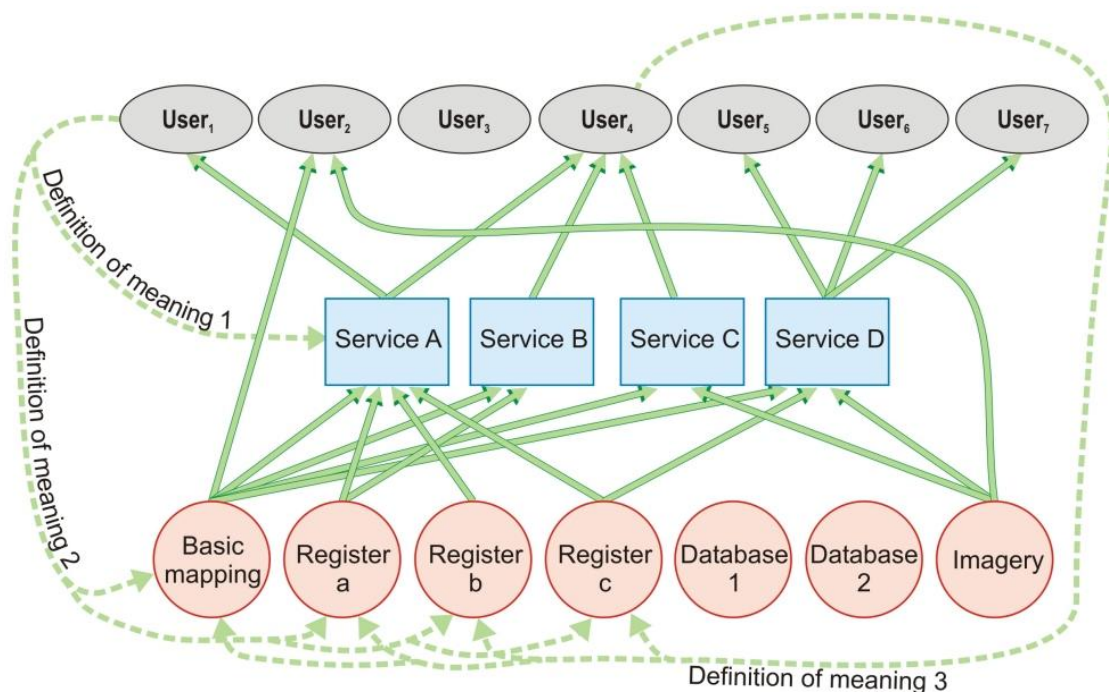 User₁
User₂
User₃
User₄
User₅
User₆
User₇
Definition of meaning 1
Definition of meaning 2
Service A
Service B
Service C
Service D
Basic
mapping
Register
a
Register
b
Register
c
Database
1
Database
2
Imagery
Definition of meaning 3